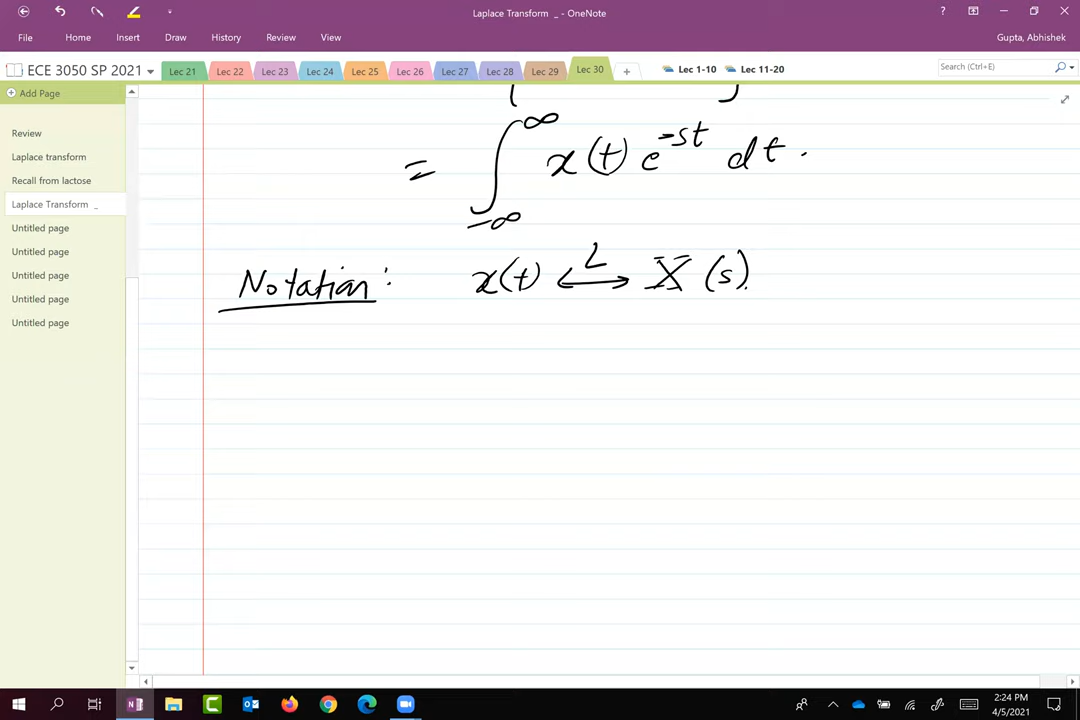 Laplace Transform _ - OneNote
?
File Home Insert Draw History Review View
Gupta, Abhishek
ECE 3050 SP 2021
Lec 21 Lec 22 Lec 23 Lec 24 Lec 25 Lec 26 Lec 27 Lec 28 Lec 29 Lec 30 + Lec 1-10 Lec 11-20
Search (Ctrl+E)
Add Page
Review
Laplace transform
Recall from lactose
Laplace Transform _
Untitled page
Untitled page
Untitled page
Untitled page
Untitled page
= ∫_{-∞}^{∞} x(t) e^{-st} dt.
Notation: x(t) ⟷^{L} X(s).
2:24 PM
4/5/2021